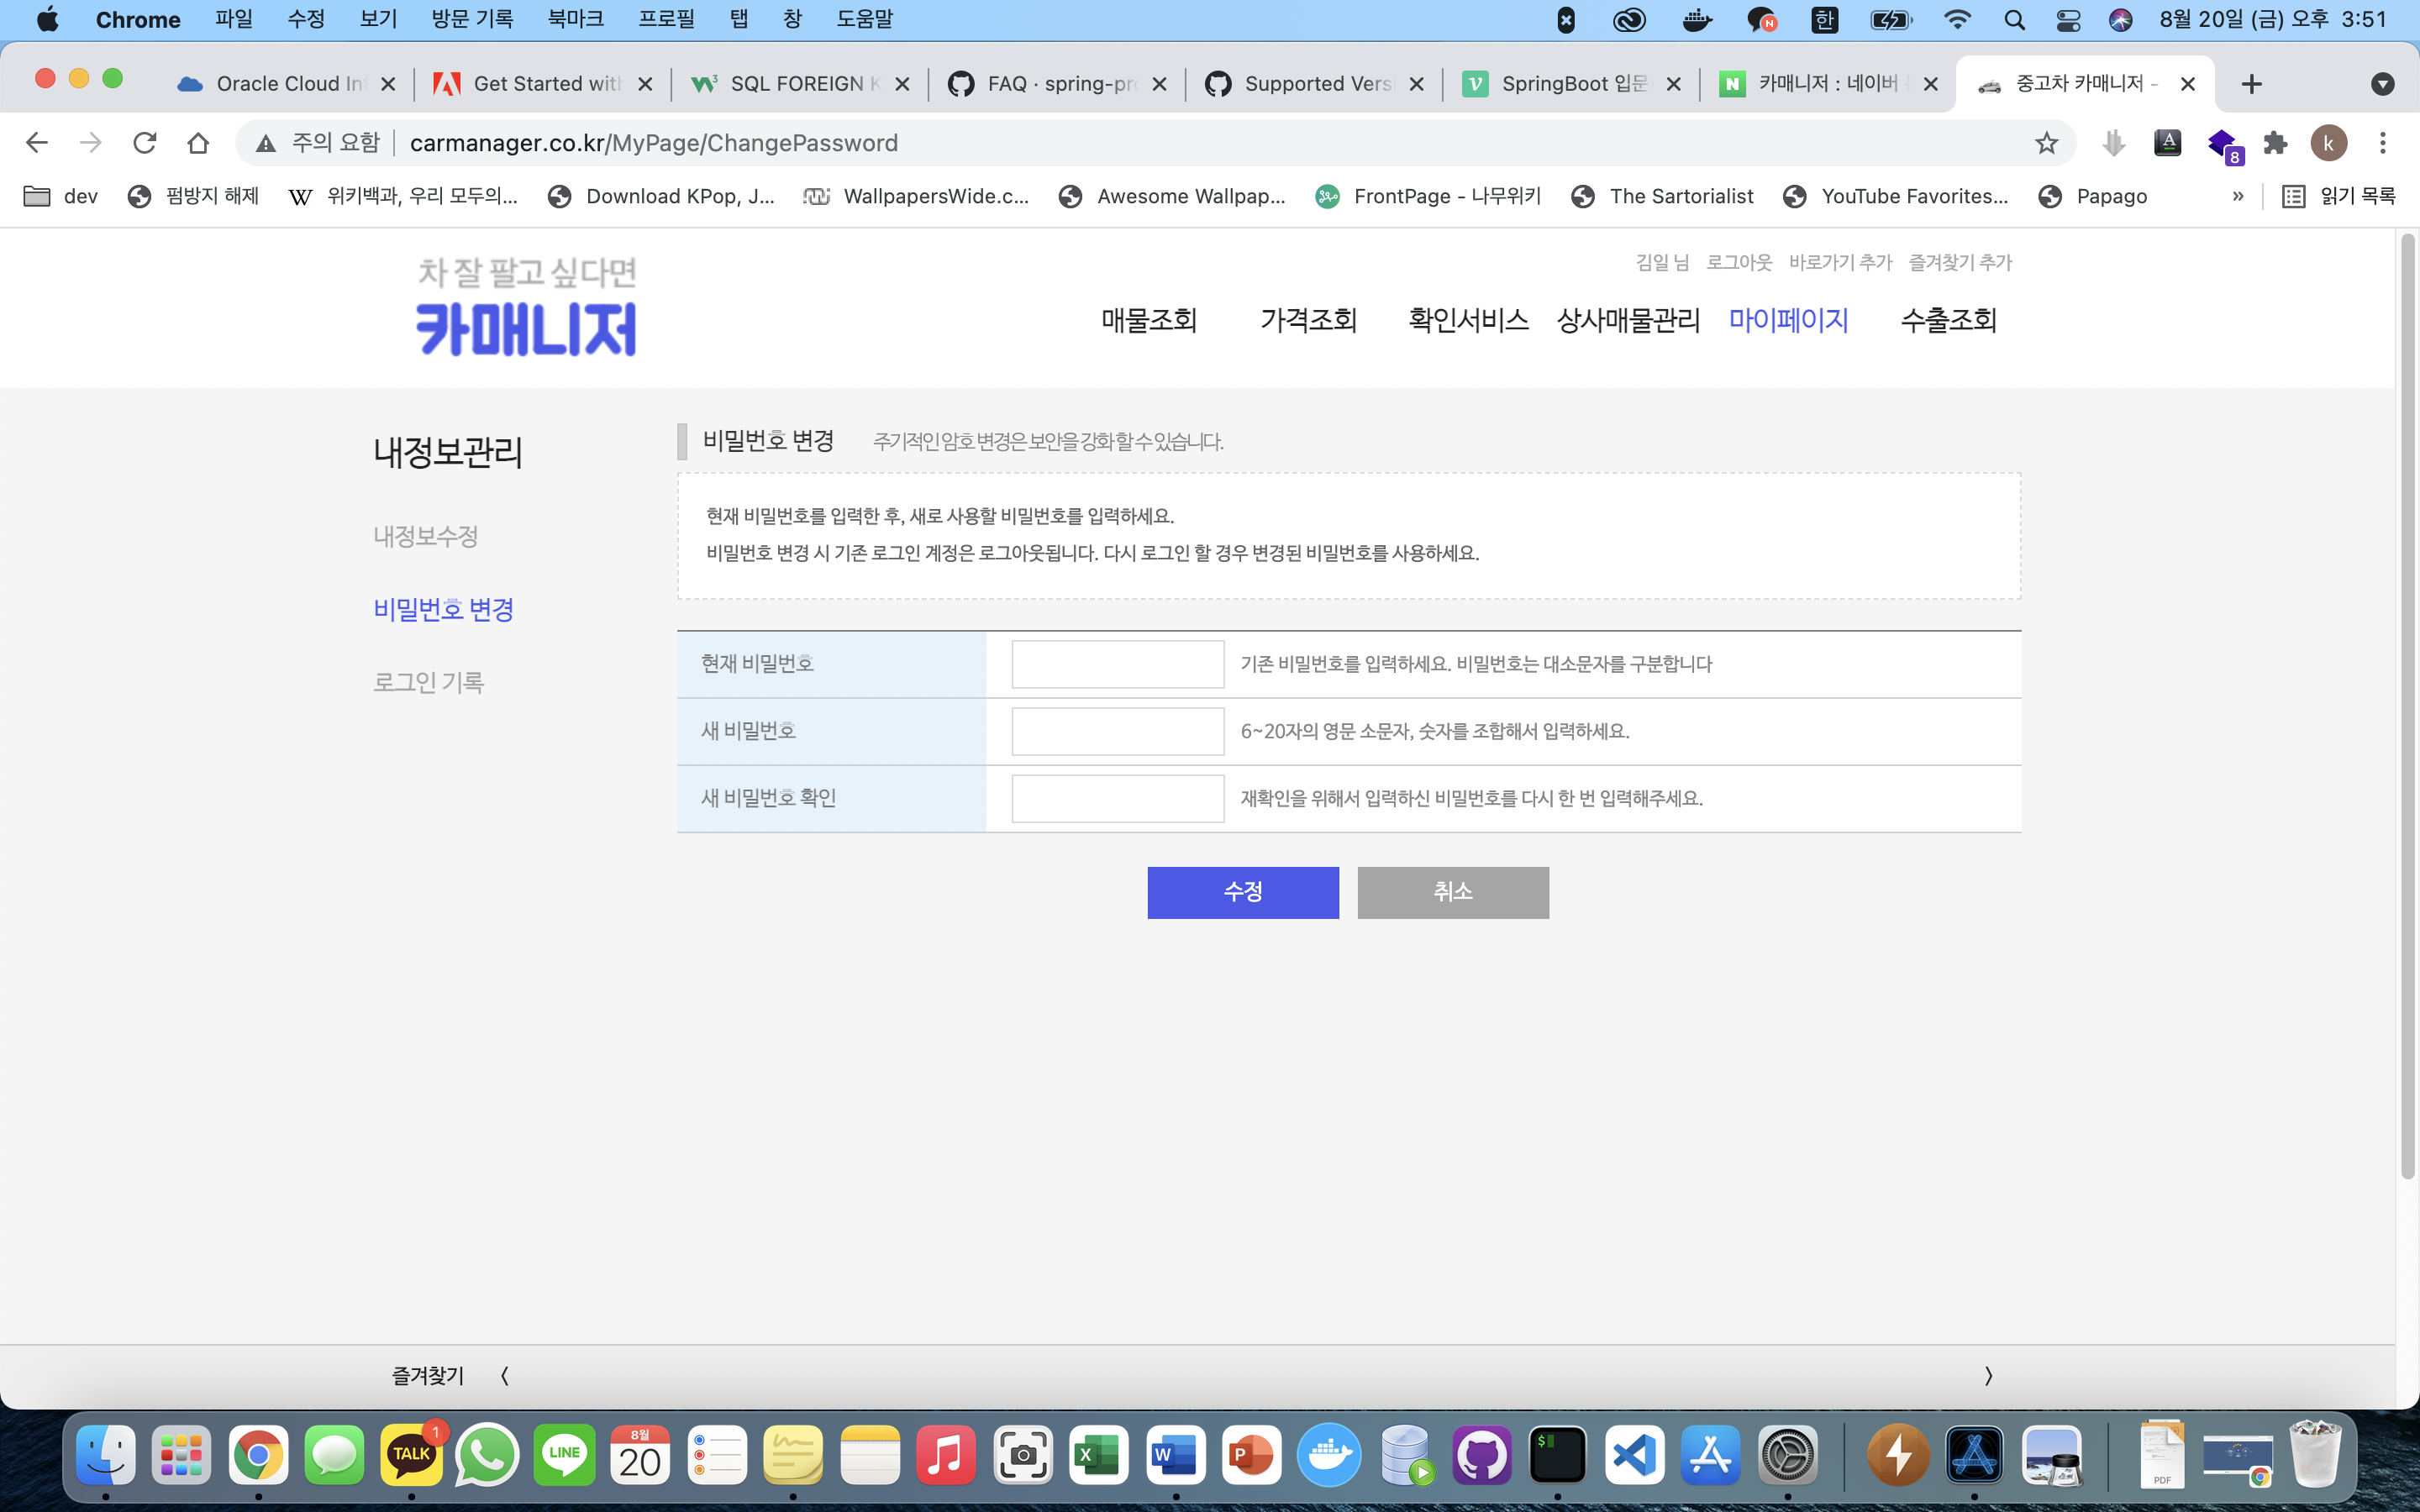 Chrome 파일 수정 보기 방문 기록 북마크 프로필 탭 창 도움말 한 8월 20일 (금) 오후 3:51
Oracle Cloud In
Get Started with
SQL FOREIGN K
FAQ · spring-pro
Supported Vers
SpringBoot 입문
카매니저 : 네이버
중고차 카매니저 -
주의 요함 carmanager.co.kr/MyPage/ChangePassword
8
k
dev 펌방지 해제 위키백과, 우리 모두의... Download KPop, J... WallpapersWide.c... Awesome Wallpap... FrontPage - 나무위키 The Sartorialist YouTube Favorites... Papago » 읽기 목록
차 잘 팔고 싶다면
카매니저
김일 님 로그아웃 바로가기 추가 즐겨찾기 추가
매물조회 가격조회 확인서비스 상사매물관리 마이페이지 수출조회
내정보관리
내정보수정
비밀번호 변경
로그인 기록
비밀번호 변경 주기적인 암호 변경은 보안을 강화 할 수 있습니다.
현재 비밀번호를 입력한 후, 새로 사용할 비밀번호를 입력하세요.
비밀번호 변경 시 기존 로그인 계정은 로그아웃됩니다. 다시 로그인 할 경우 변경된 비밀번호를 사용하세요.
현재 비밀번호 기존 비밀번호를 입력하세요. 비밀번호는 대소문자를 구분합니다
새 비밀번호 6~20자의 영문 소문자, 숫자를 조합해서 입력하세요.
새 비밀번호 확인 재확인을 위해서 입력하신 비밀번호를 다시 한 번 입력해주세요.
수정 취소
즐겨찾기 〈 〉
TALK 1
LINE
8월
20
PDF